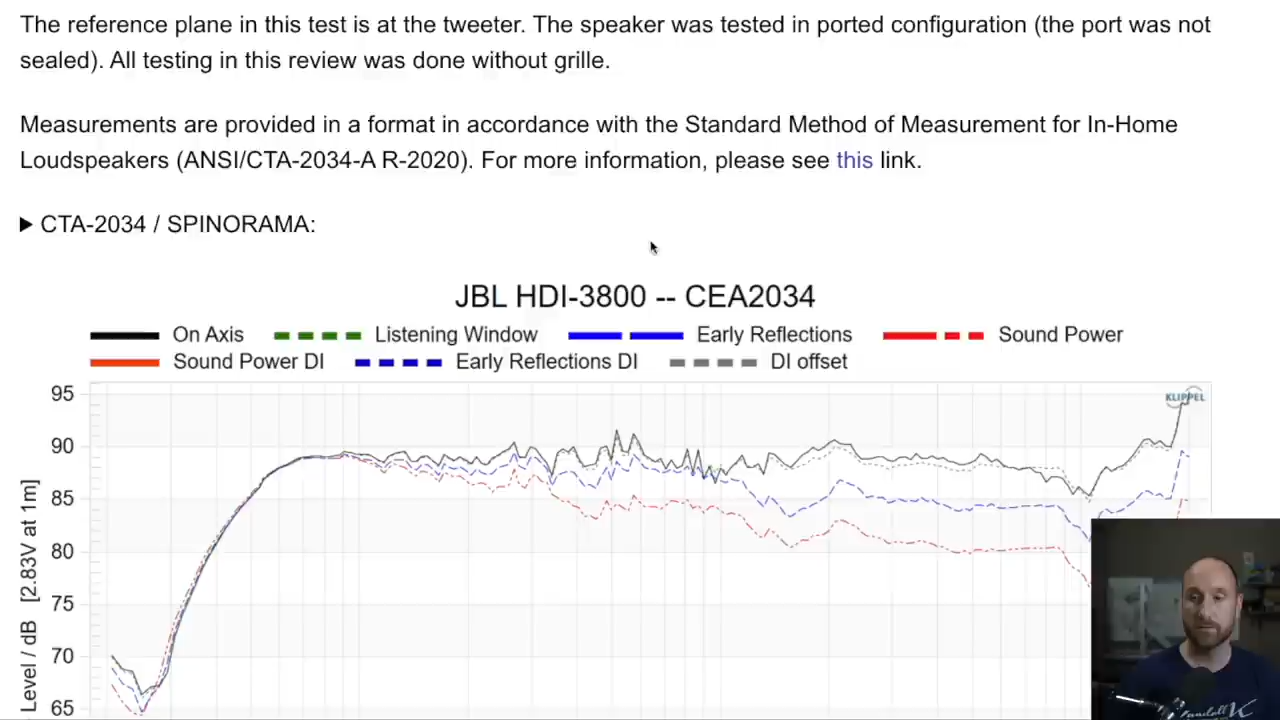 The reference plane in this test is at the tweeter. The speaker was tested in ported configuration (the port was not
sealed). All testing in this review was done without grille.
Measurements are provided in a format in accordance with the Standard Method of Measurement for In-Home
Loudspeakers (ANSI/CTA-2034-A R-2020). For more information, please see this link.
▶ CTA-2034 / SPINORAMA:
JBL HDI-3800 -- CEA2034
On Axis Listening Window Early Reflections Sound Power
Sound Power DI Early Reflections DI DI offset
KLIPPEL
95
90
85
80
75
70
65
Level / dB [2.83V at 1m]